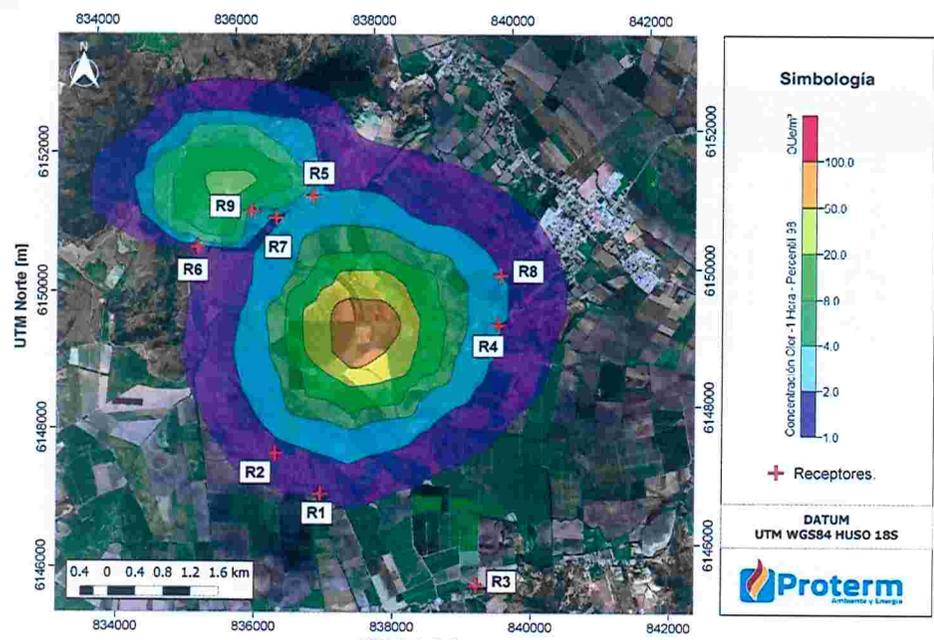 834000 836000 838000 840000 842000
N
6152000
6150000
6148000
6146000
UTM Norte [m]
R5
R9
R7
R6
R8
R4
R2
R1
R3
0.4 0 0.4 0.8 1.2 1.6 km
6152000
6150000
6148000
6146000
834000 836000 838000 840000 842000
Simbología
OUe/m³
Concentración Olor - 1 Hora - Percentil 98
100.0
50.0
20.0
8.0
4.0
2.0
1.0
Receptores.
DATUM
UTM WGS84 HUSO 18S
Proterm
Ambiente y Energía